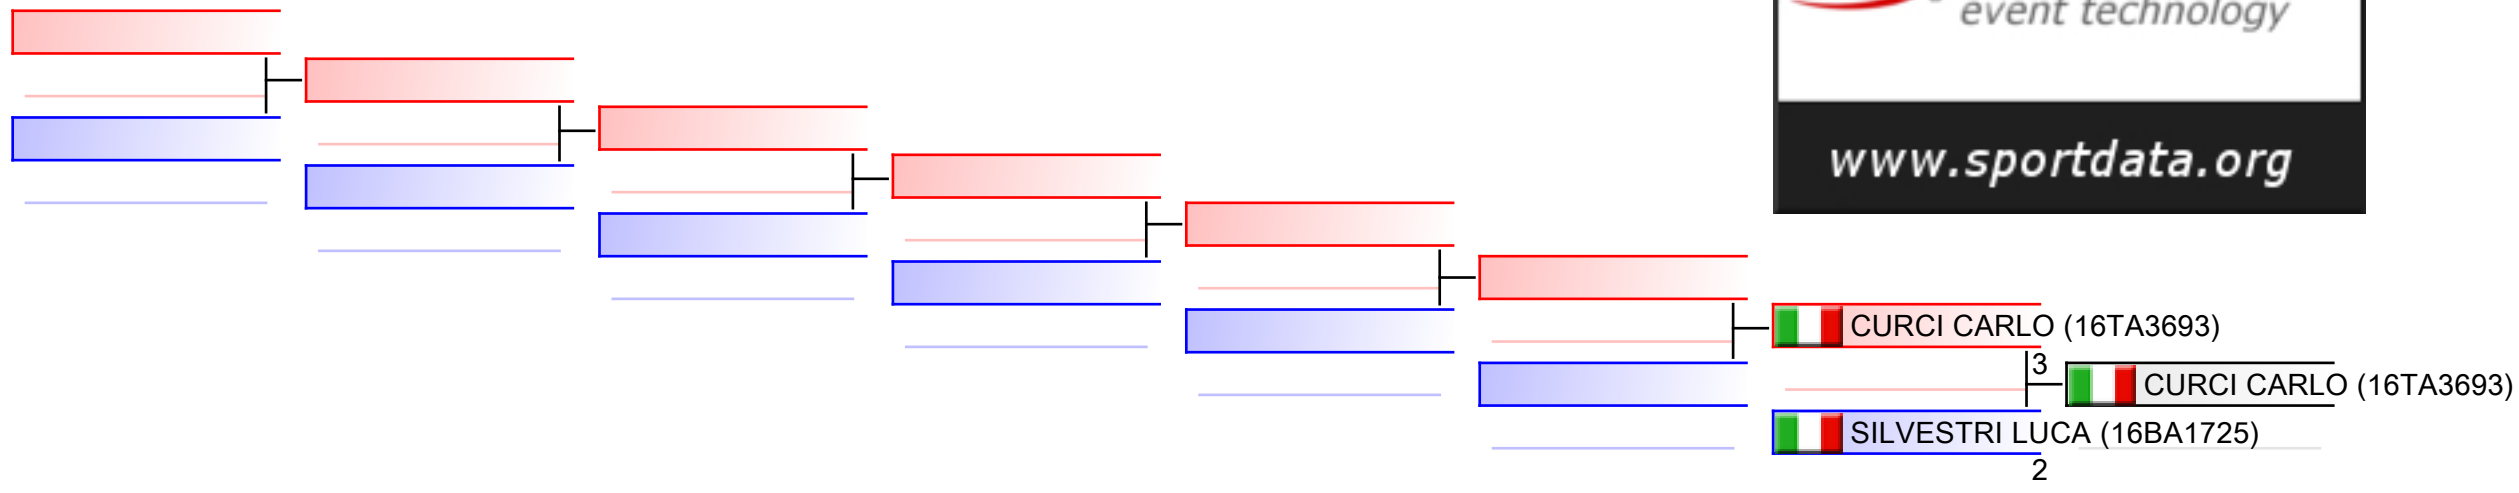 event technology
www.sportdata.org
CURCI CARLO (16TA3693)
3
CURCI CARLO (16TA3693)
SILVESTRI LUCA (16BA1725)
2